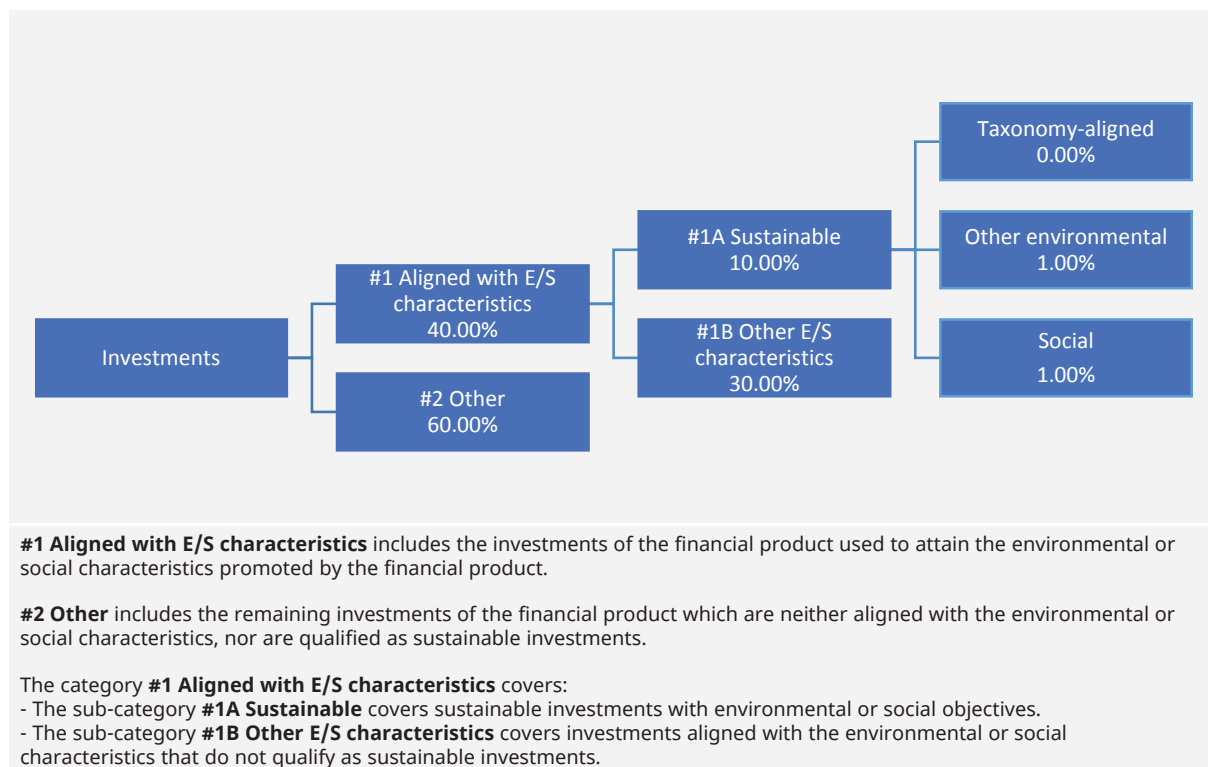 Investments
#1 Aligned with E/S
characteristics
40.00%
#2 Other
60.00%
#1A Sustainable
10.00%
#1B Other E/S
characteristics
30.00%
Taxonomy-aligned
0.00%
Other environmental
1.00%
Social
1.00%
#1 Aligned with E/S characteristics includes the investments of the financial product used to attain the environmental or
social characteristics promoted by the financial product.
#2 Other includes the remaining investments of the financial product which are neither aligned with the environmental or
social characteristics, nor are qualified as sustainable investments.
The category #1 Aligned with E/S characteristics covers:
- The sub-category #1A Sustainable covers sustainable investments with environmental or social objectives.
- The sub-category #1B Other E/S characteristics covers investments aligned with the environmental or social
characteristics that do not qualify as sustainable investments.